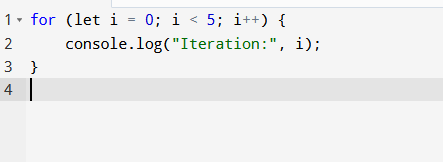 1 for (let i = 0; i < 5; i++) {
2     console.log("Iteration:", i);
3 }
4